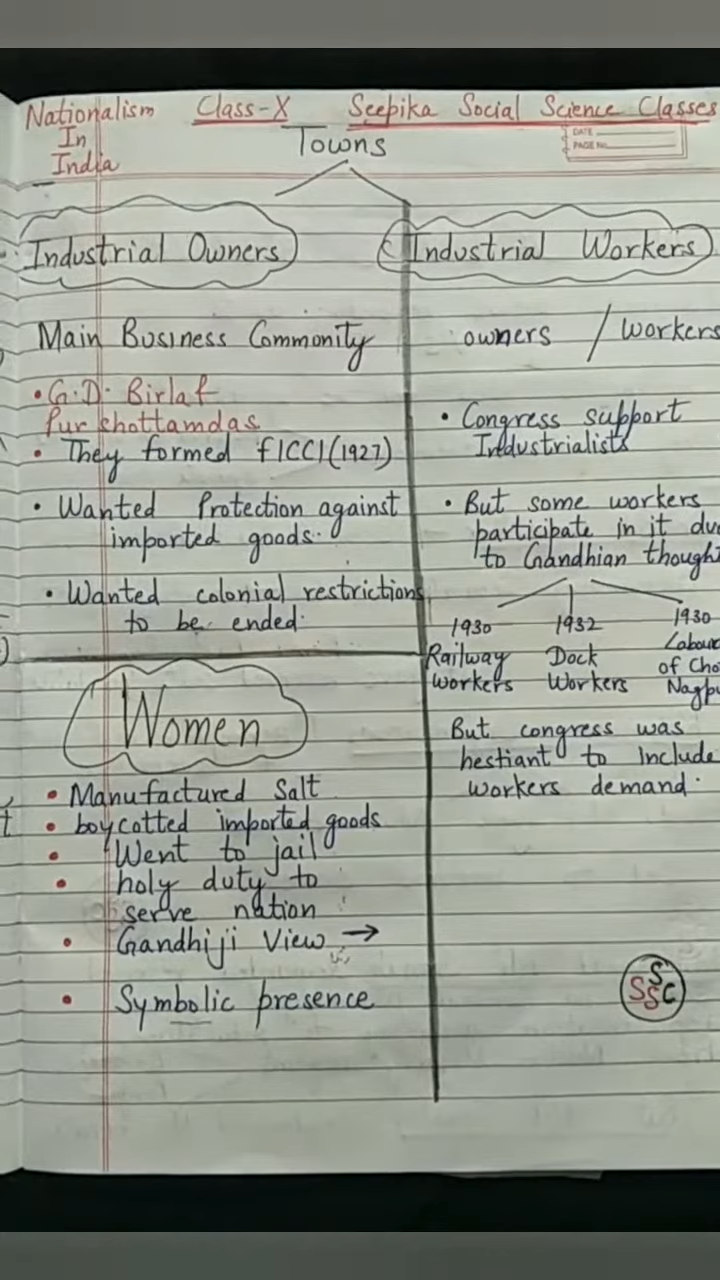 Nationalism In India
Class-X
Seepika Social Science Classes
DATE
PAGE No.
Towns
Industrial Owners
Main Business Commonity
• G.D. Birla &
Purshottamdas
• They formed FICCI (1927)
• Wanted Protection against
imported goods.
• Wanted colonial restrictions
to be ended.
Industrial Workers
owners / workers
• Congress support
Industrialists
• But some workers
participate in it due
to Gandhian thought
1930
Railway
workers
1932
Dock
Workers
1930
Labour
of Cho
Nagpu
But congress was
hestiant to include
workers demand.
Women
• Manufactured Salt
• boycotted imported goods
• Went to jail
• holy duty to
serve nation
• Gandhiji View →
• Symbolic presence
SSSC